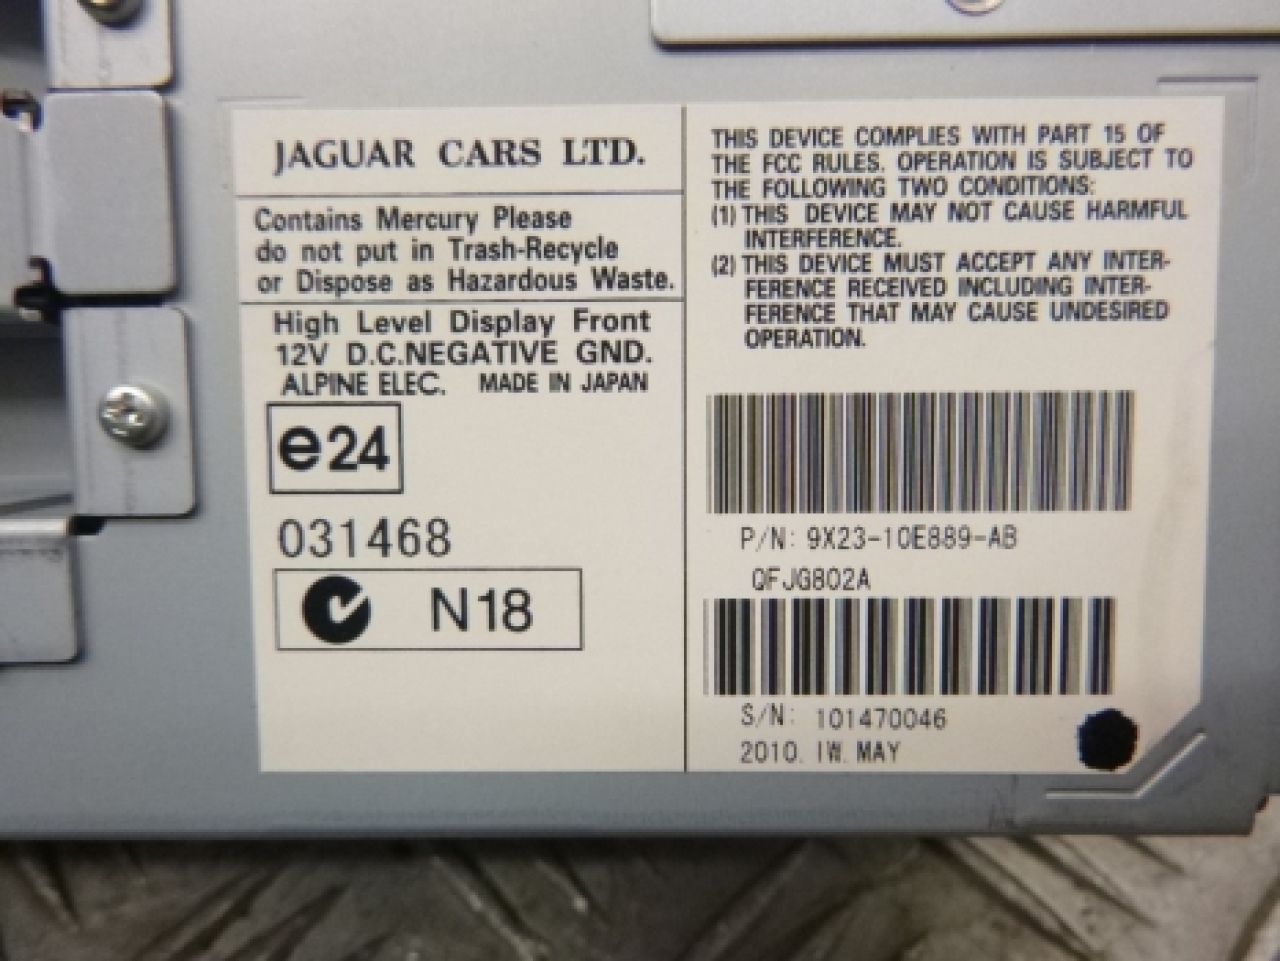 JAGUAR CARS LTD.
Contains Mercury Please
do not put in Trash-Recycle
or Dispose as Hazardous Waste.
High Level Display Front
12V D.C.NEGATIVE GND.
ALPINE ELEC. MADE IN JAPAN
e24
031468
N18
THIS DEVICE COMPLIES WITH PART 15 OF
THE FCC RULES. OPERATION IS SUBJECT TO
THE FOLLOWING TWO CONDITIONS:
(1) THIS DEVICE MAY NOT CAUSE HARMFUL
INTERFERENCE.
(2) THIS DEVICE MUST ACCEPT ANY INTER-
FERENCE RECEIVED INCLUDING INTER-
FERENCE THAT MAY CAUSE UNDESIRED
OPERATION.
P/N: 9X23-10E889-AB
QFJG802A
S/N: 101470046
2010. IW. MAY